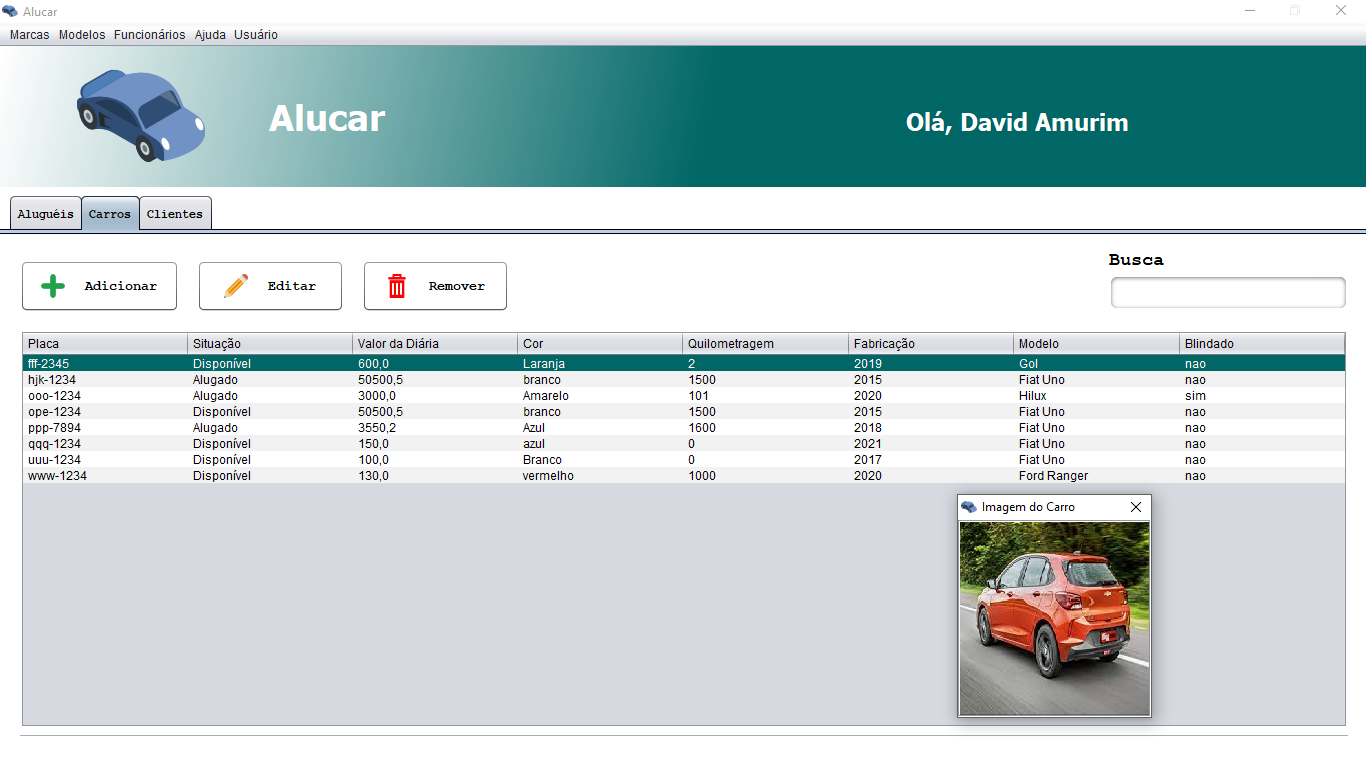 Alucar
Marcas Modelos Funcionários Ajuda Usuário
Alucar
Olá, David Amurim
Aluguéis Carros Clientes
Adicionar Editar Remover
Busca
Placa Situação Valor da Diária Cor Quilometragem Fabricação Modelo Blindado
fff-2345 Disponível 600,0 Laranja 2 2019 Gol nao
hjk-1234 Alugado 50500,5 branco 1500 2015 Fiat Uno nao
ooo-1234 Alugado 3000,0 Amarelo 101 2020 Hilux sim
ope-1234 Disponível 50500,5 branco 1500 2015 Fiat Uno nao
ppp-7894 Alugado 3550,2 Azul 1600 2018 Fiat Uno nao
qqq-1234 Disponível 150,0 azul 0 2021 Fiat Uno nao
uuu-1234 Disponível 100,0 Branco 0 2017 Fiat Uno nao
www-1234 Disponível 130,0 vermelho 1000 2020 Ford Ranger nao
Imagem do Carro